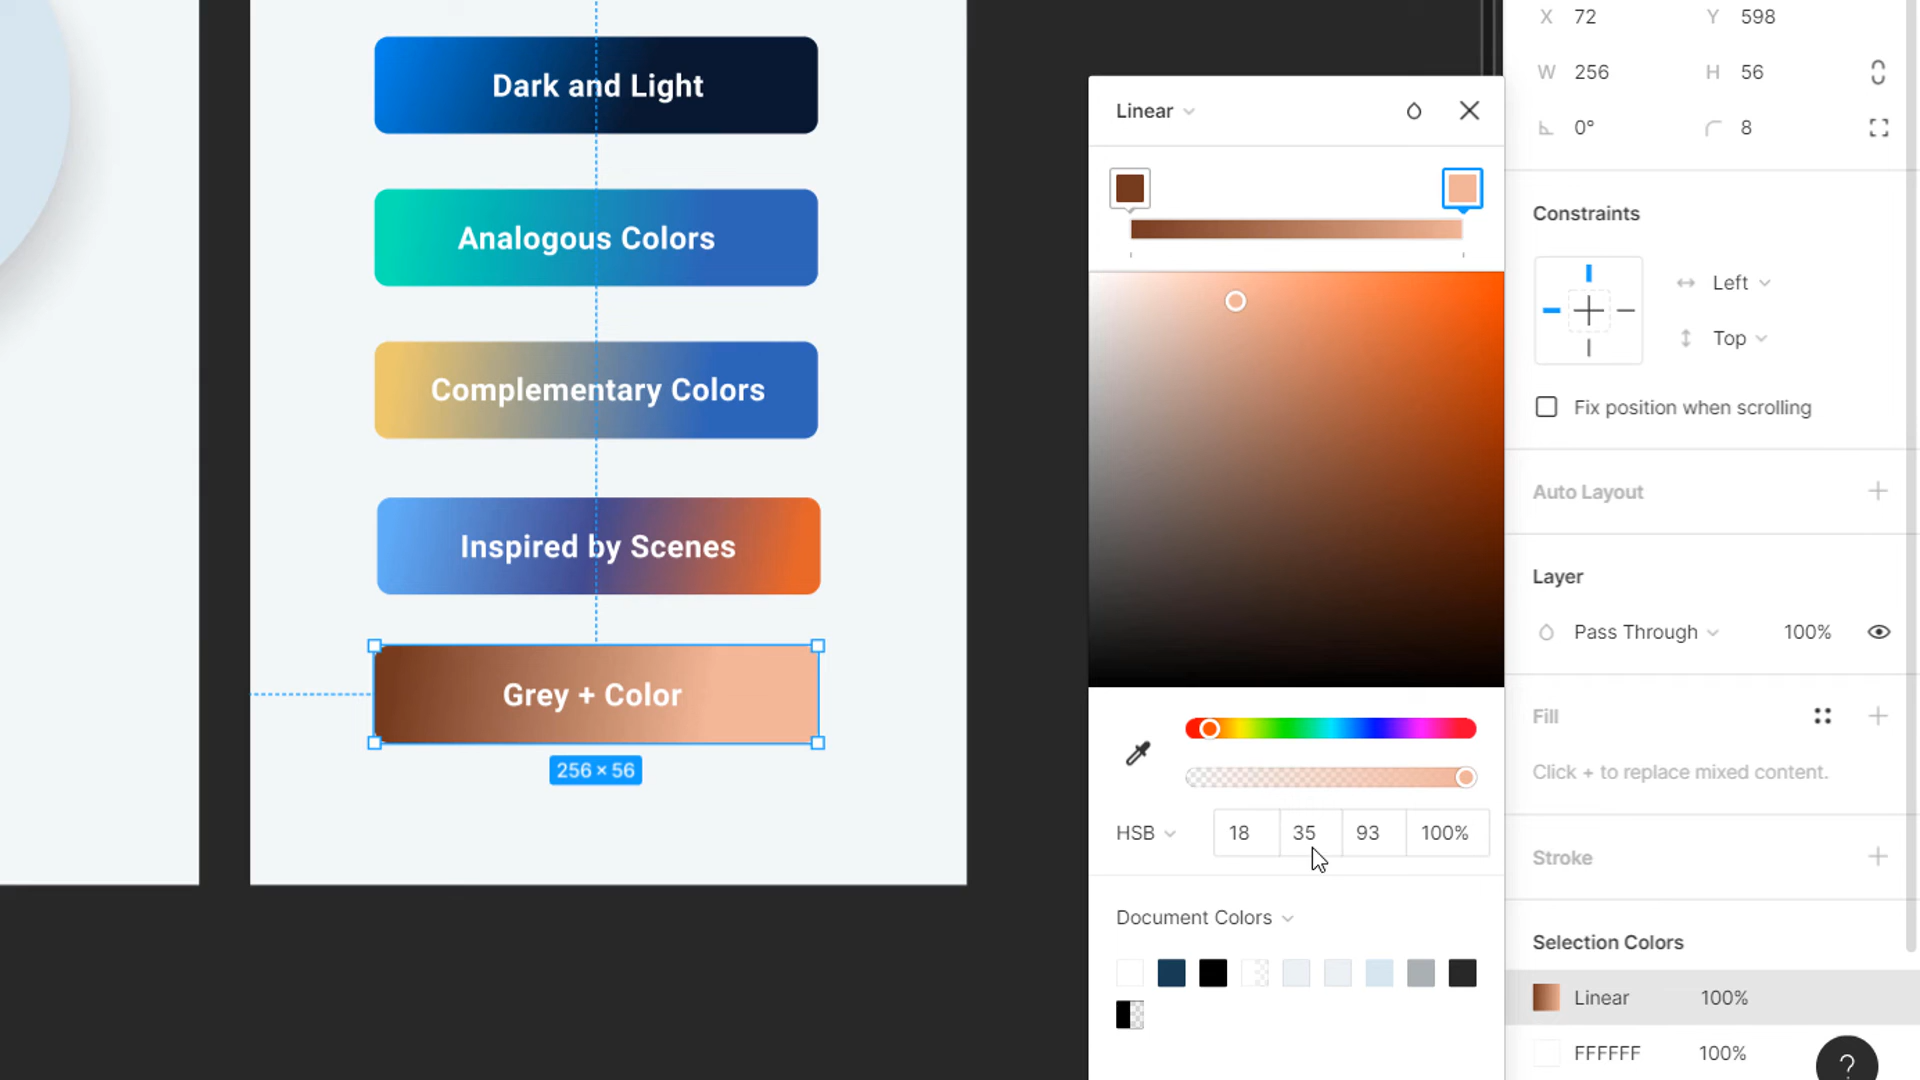 Dark and Light
Analogous Colors
Complementary Colors
Inspired by Scenes
Grey + Color
256 × 56
Linear
HSB
18
35
93
100%
Document Colors
X 72
Y 598
W 256
H 56
0°
8
Constraints
Left
Top
Fix position when scrolling
Auto Layout
Layer
Pass Through
100%
Fill
Click + to replace mixed content.
Stroke
Selection Colors
Linear
100%
FFFFFF
100%
?